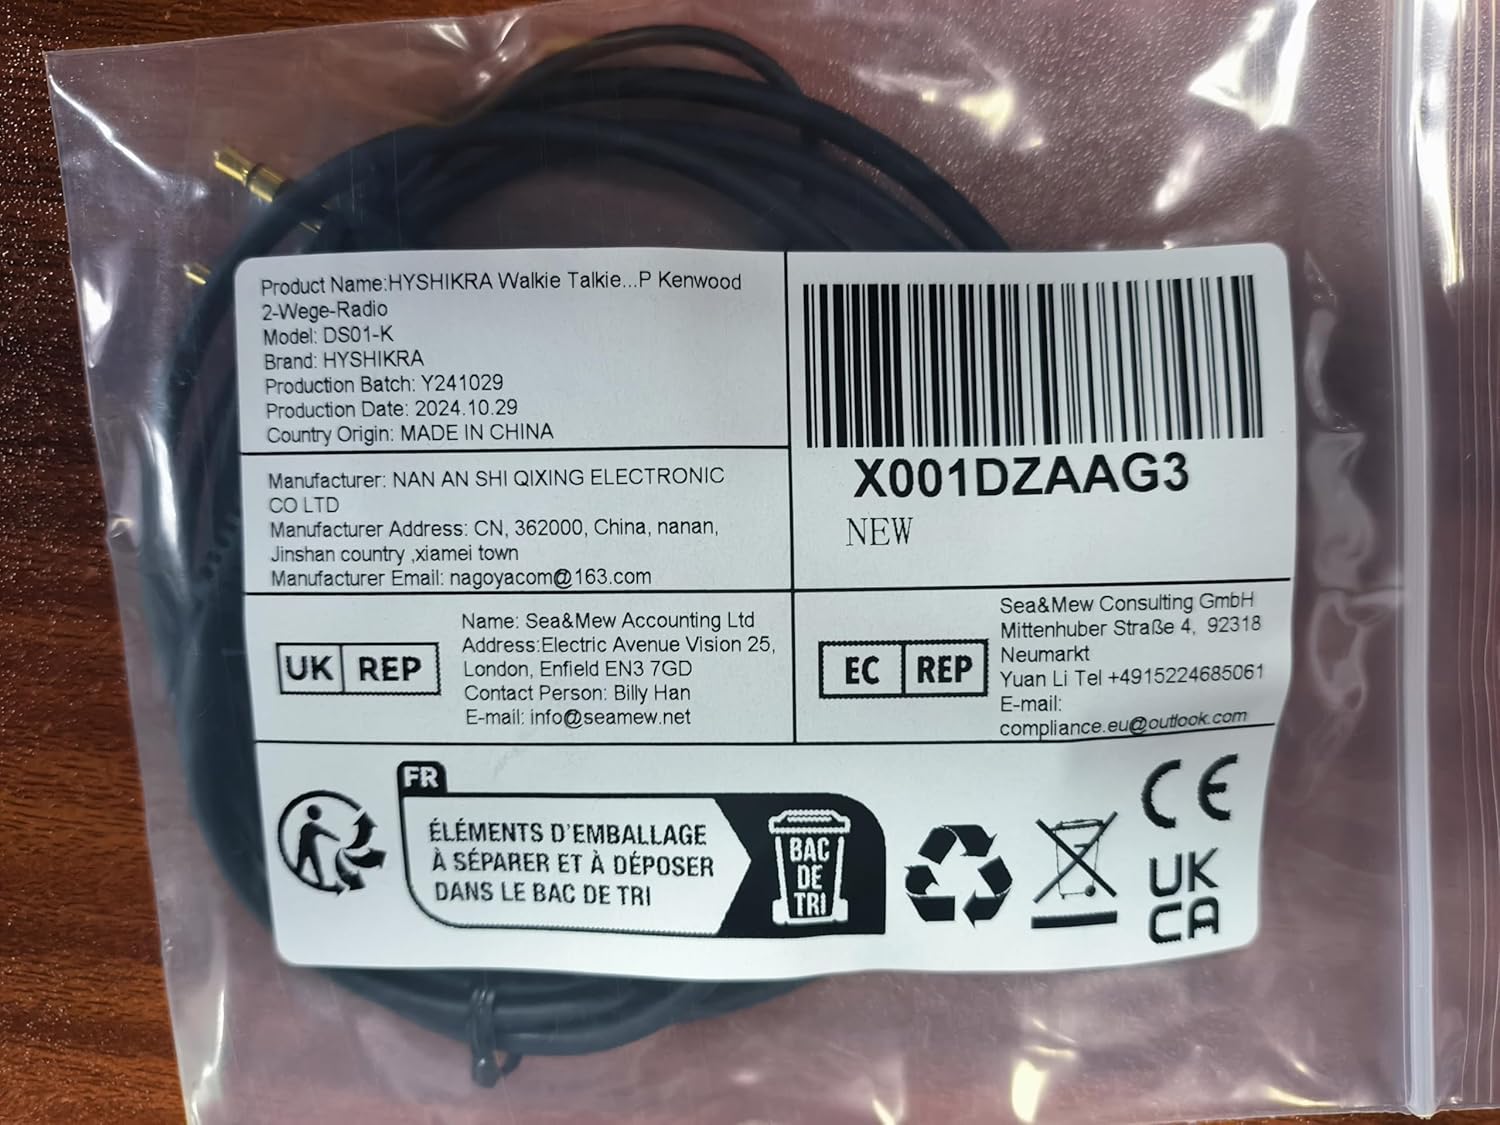 Product Name:HYSHIKRA Walkie Talkie...P Kenwood
2-Wege-Radio
Model: DS01-K
Brand: HYSHIKRA
Production Batch: Y241029
Production Date: 2024.10.29
Country Origin: MADE IN CHINA
X001DZAAG3
NEW
Manufacturer: NAN AN SHI QIXING ELECTRONIC
CO LTD
Manufacturer Address: CN, 362000, China, nanan,
Jinshan country ,xiamei town
Manufacturer Email: nagoyacom@163.com
UK REP
Name: Sea&Mew Accounting Ltd
Address:Electric Avenue Vision 25,
London, Enfield EN3 7GD
Contact Person: Billy Han
E-mail: info@seamew.net
EC REP
Sea&Mew Consulting GmbH
Mittenhuber Straße 4, 92318
Neumarkt
Yuan Li Tel +4915224685061
E-mail:
compliance.eu@outlook.com
FR
ÉLÉMENTS D'EMBALLAGE
À SÉPARER ET À DÉPOSER
DANS LE BAC DE TRI
BAC
DE
TRI
CE
UK
CA